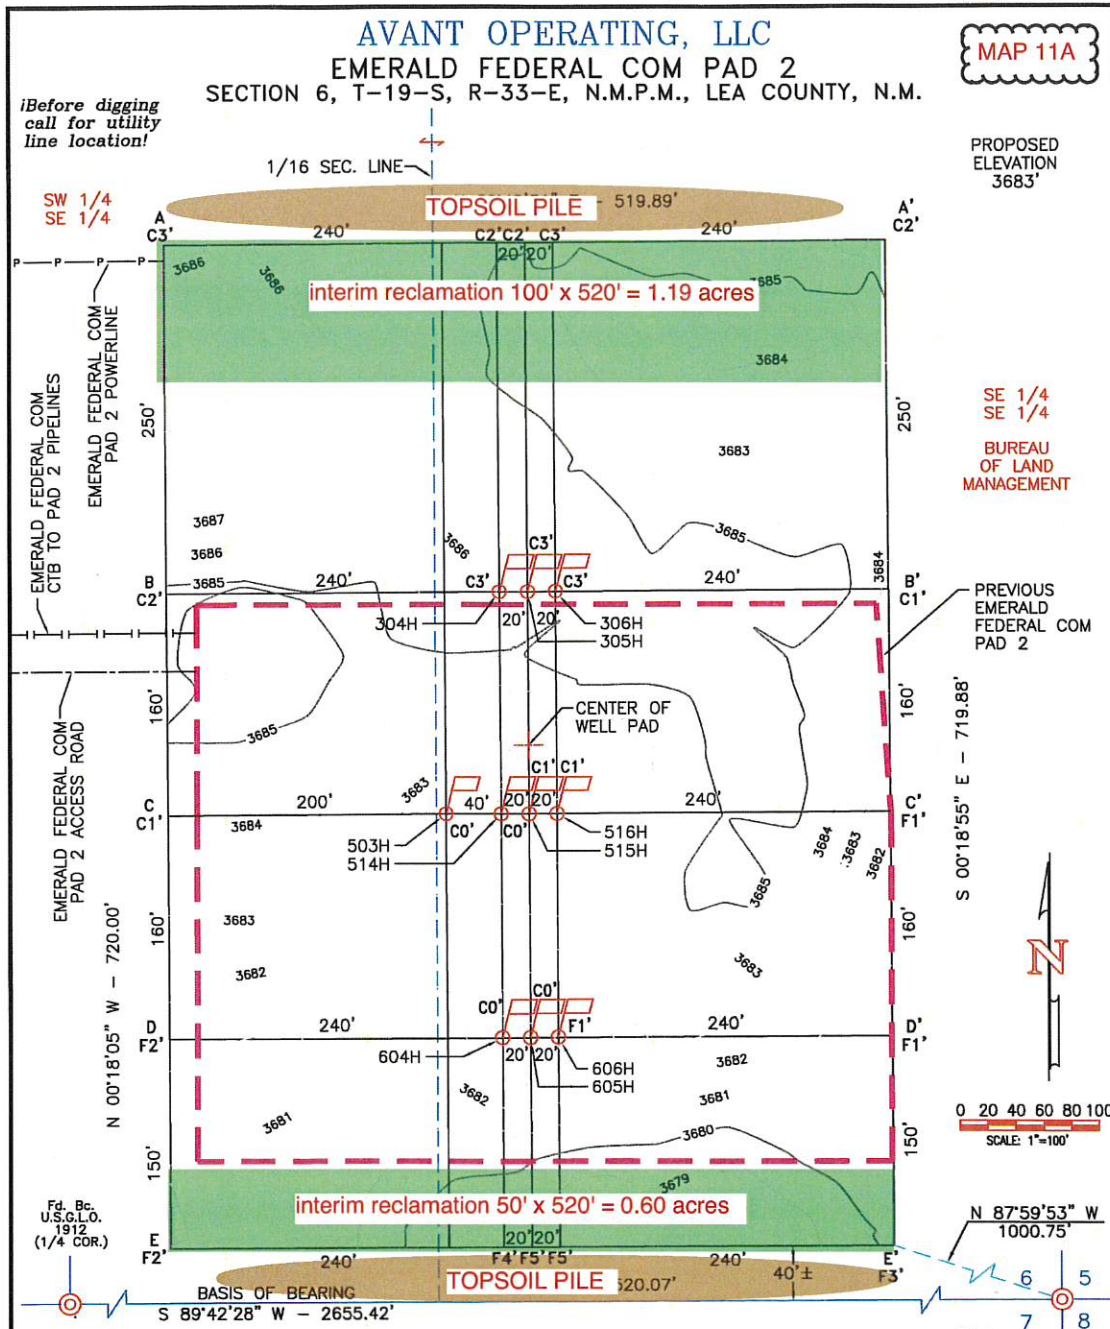 AVANT OPERATING, LLC
EMERALD FEDERAL COM PAD 2
SECTION 6, T-19-S, R-33-E, N.M.P.M., LEA COUNTY, N.M.
MAP 11A
¡Before digging
call for utility
line location!
1/16 SEC. LINE
PROPOSED
ELEVATION
3683'
SW 1/4
SE 1/4
TOPSOIL PILE
- 519.89'
A
C3'
240'
C2' C2' C3'
240'
A'
C2'
20' 20'
P P P P
3686
3686
3685
interim reclamation 100' x 520' = 1.19 acres
3684
EMERALD FEDERAL COM
PAD 2 POWERLINE
EMERALD FEDERAL COM
CTB TO PAD 2 PIPELINES
250'
250'
SE 1/4
SE 1/4
BUREAU
OF LAND
MANAGEMENT
3683
3687
3686
3685
3686
3685
3684
B
C2'
240'
C3'
C3'
C3'
240'
B'
C1'
304H
20' 20'
306H
305H
PREVIOUS
EMERALD
FEDERAL COM
PAD 2
160'
160'
3685
CENTER OF
WELL PAD
EMERALD FEDERAL COM
PAD 2 ACCESS ROAD
S 00°18'55" E - 719.88'
3683
C
C1'
200'
40'
C1' C1'
20' 20'
240'
C'
F1'
3684
C0'
C0'
503H
514H
516H
515H
3684
3683
3682
3685
N 00°18'05" W - 720.00'
160'
160'
3683
3682
3683
N
C0'
C0'
F1'
D
F2'
240'
240'
D'
F1'
604H
20' 20'
606H
605H
3682
3682
3681
3681
3680
0 20 40 60 80 100
SCALE: 1"=100'
150'
150'
3679
interim reclamation 50' x 520' = 0.60 acres
Fd. Bc.
U.S.G.L.O.
1912
(1/4 COR.)
N 87°59'53" W
1000.75'
E
F2'
20' 20'
F4' F5' F5'
E'
F3'
240'
240'
40'±
TOPSOIL PILE
520.07'
BASIS OF BEARING
S 89°42'28" W - 2655.42'
6 5
7 8